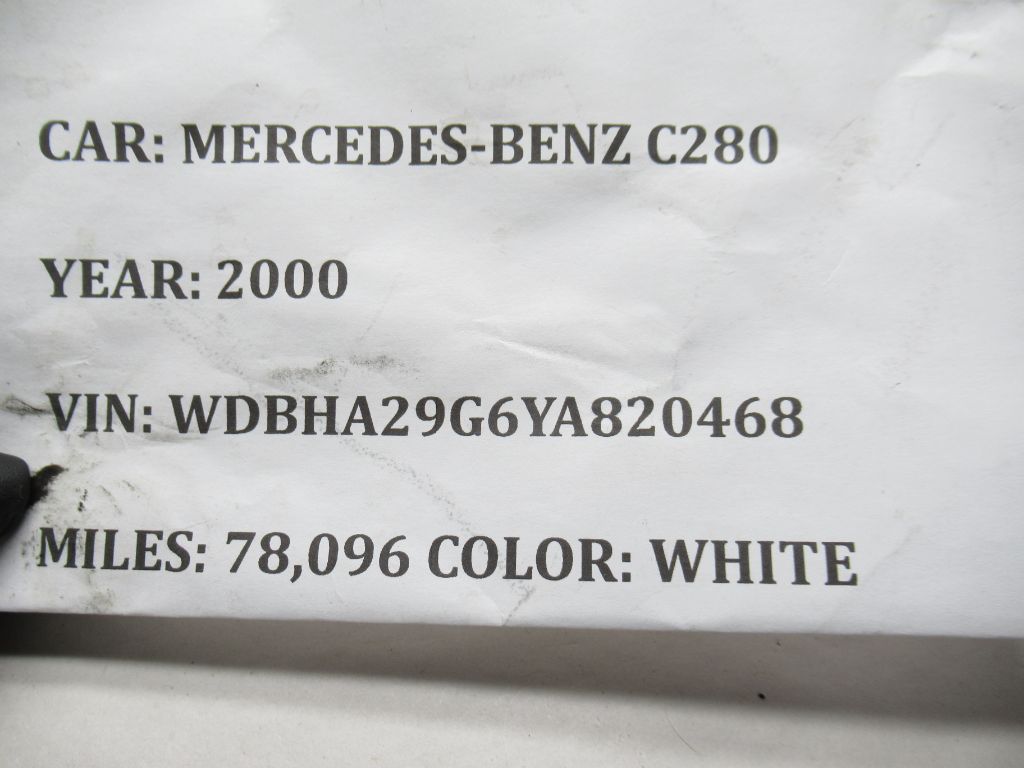 CAR: MERCEDES-BENZ C280
YEAR: 2000
VIN: WDBHA29G6YA820468
MILES: 78,096 COLOR: WHITE